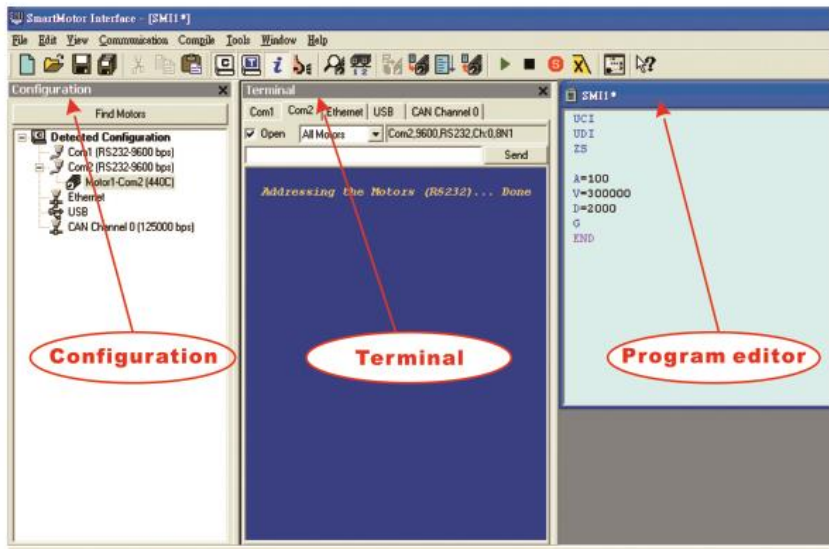 SmartMotor Interface - [SMI1 *]
File Edit View Communication Compile Tools Window Help
Configuration
Find Motors
Detected Configuration
Com1 (RS232-9600 bps)
Com2 (RS232-9600 bps)
Motor1-Com2 (440C)
Ethernet
USB
CAN Channel 0 (125000 bps)
Configuration
Terminal
Com1 Com2 Ethernet USB CAN Channel 0
Open All Motors Com2,9600,RS232,Ch:0,8N1
Send
Addressing the Motors (RS232)... Done
Terminal
SMI1*
UCI
UDI
ZS
A=100
V=300000
D=2000
G
END
Program editor